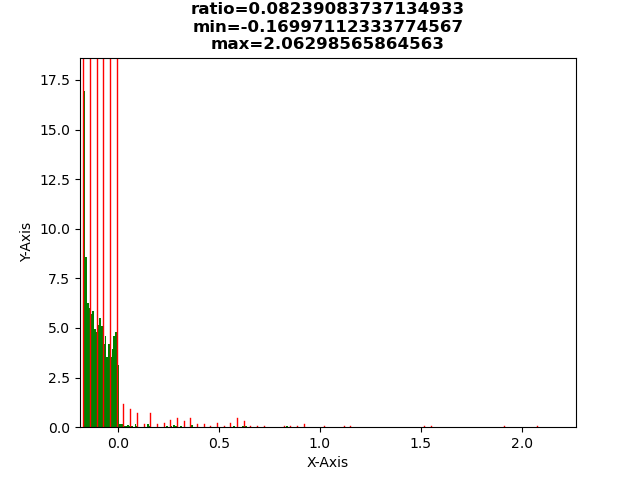 ratio=0.08239083737134933
min=-0.16997112333774567
max=2.06298565864563
17.5
15.0
12.5
10.0
7.5
5.0
2.5
0.0
Y-Axis
0.0 0.5 1.0 1.5 2.0
X-Axis